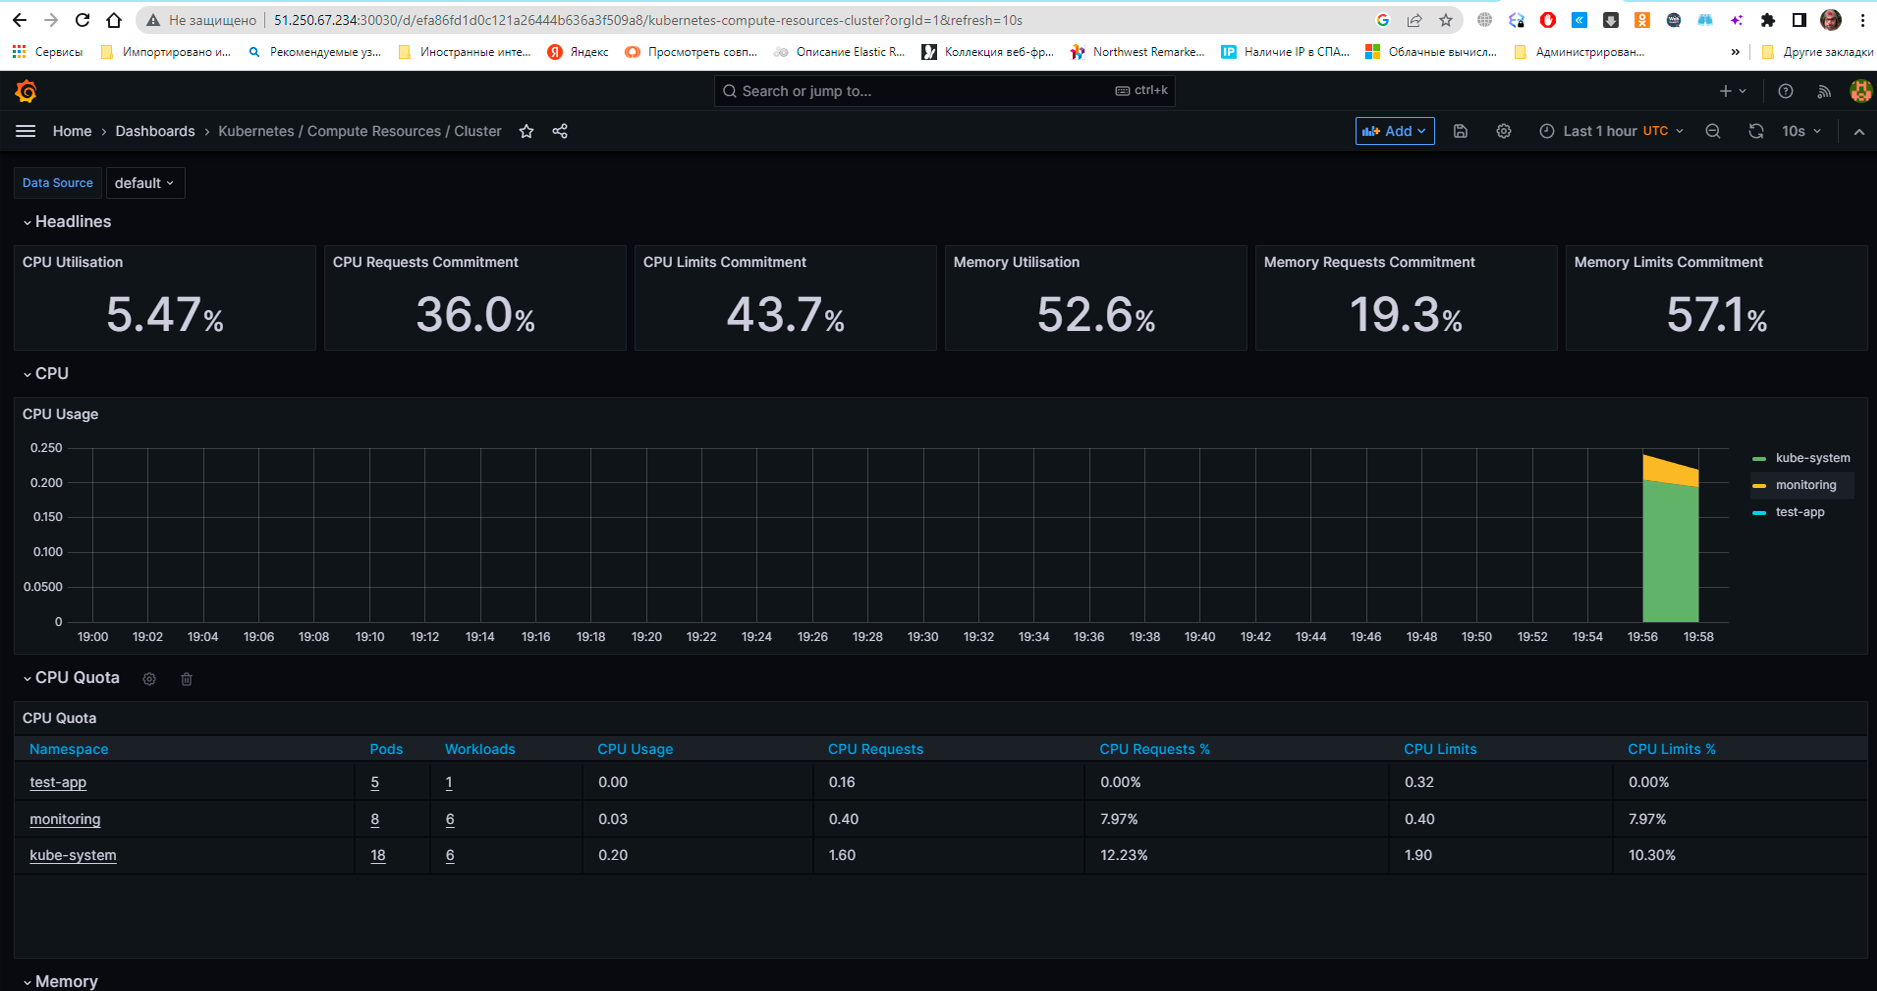 Не защищено 51.250.67.234:30030/d/efa86fd1d0c121a26444b636a3f509a8/kubernetes-compute-resources-cluster?orgId=1&refresh=10s
Сервисы Импортировано и... Рекомендуемые уз... Иностранные инте... Яндекс Просмотреть совп... Описание Elastic R... Коллекция веб-фр... Northwest Remarke... IP Наличие IP в СПА... Облачные вычисл... Администрирован... » Другие закладки
Search or jump to... ctrl+k
Home › Dashboards › Kubernetes / Compute Resources / Cluster Add Last 1 hour UTC 10s
Data Source default
Headlines
CPU Utilisation CPU Requests Commitment CPU Limits Commitment Memory Utilisation Memory Requests Commitment Memory Limits Commitment
5.47% 36.0% 43.7% 52.6% 19.3% 57.1%
CPU
CPU Usage
0.250
0.200
0.150
0.100
0.0500
0
19:00 19:02 19:04 19:06 19:08 19:10 19:12 19:14 19:16 19:18 19:20 19:22 19:24 19:26 19:28 19:30 19:32 19:34 19:36 19:38 19:40 19:42 19:44 19:46 19:48 19:50 19:52 19:54 19:56 19:58
kube-system
monitoring
test-app
CPU Quota
CPU Quota
Namespace Pods Workloads CPU Usage CPU Requests CPU Requests % CPU Limits CPU Limits %
test-app 5 1 0.00 0.16 0.00% 0.32 0.00%
monitoring 8 6 0.03 0.40 7.97% 0.40 7.97%
kube-system 18 6 0.20 1.60 12.23% 1.90 10.30%
Memory